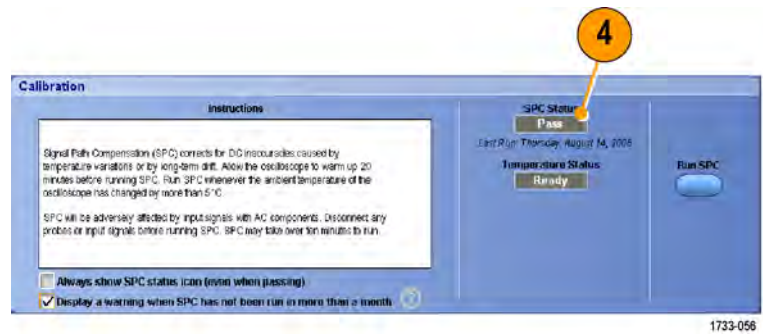 4
Calibration
Instructions
SPC Status
Pass
Signal Path Compensation (SPC) corrects for DC inaccuracies caused by
temperature variations or by long-term drift. Allow the oscilloscope to warm up 20
minutes before running SPC. Run SPC whenever the ambient temperature of the
oscilloscope has changed by more than 5°C.
SPC will be adversely affected by input signals with AC components. Disconnect any
probes or input signals before running SPC. SPC may take over ten minutes to run.
Last Run: Thursday, August 14, 2006
Temperature Status
Ready
Run SPC
Always show SPC status icon (even when passing)
Display a warning when SPC has not been run in more than a month
?
1733-056